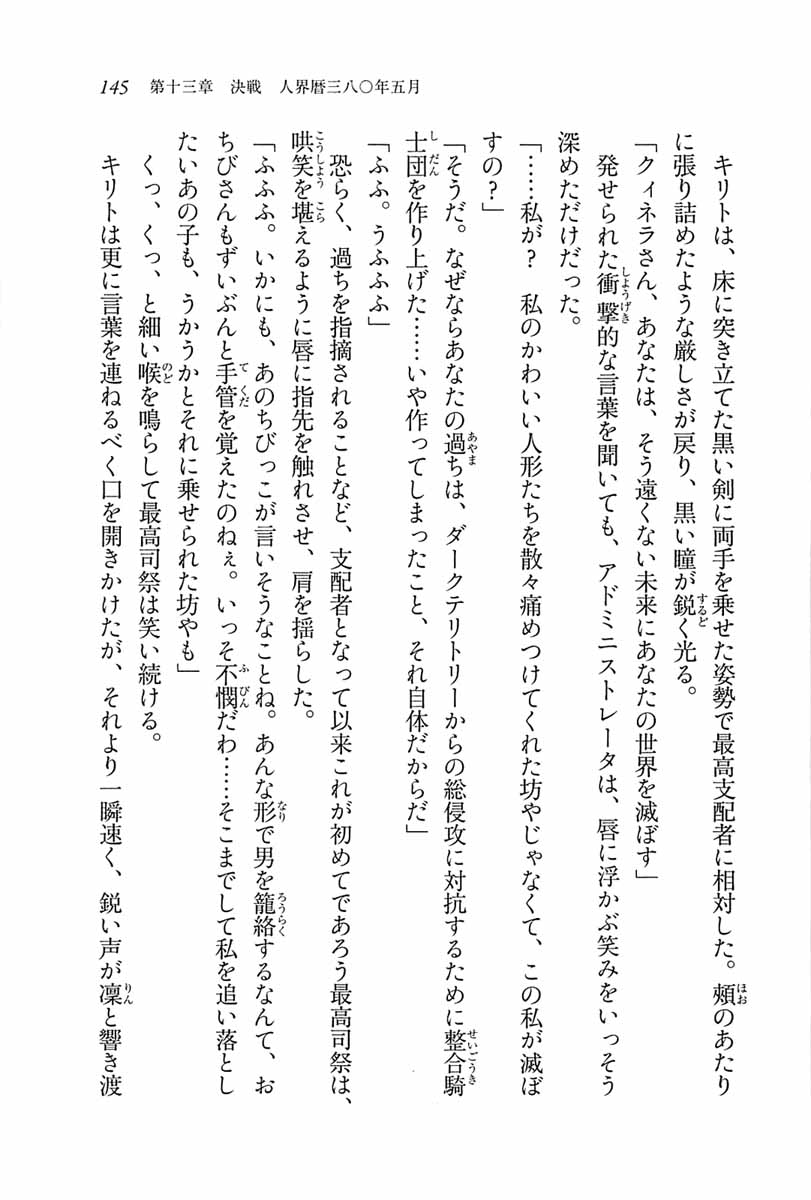 145 第十三章 決戦 人界暦三八〇年五月
キリトは、床に突き立てた黒い剣に両手を乗せた姿勢で最高支配者に相対した。頰のあたり
に張り詰めたような厳しさが戻り、黒い瞳が鋭く光る。
「クィネラさん、あなたは、そう遠くない未来にあなたの世界を滅ぼす」
発せられた衝撃的な言葉を聞いても、アドミニストレータは、唇に浮かぶ笑みをいっそう
深めただけだった。
「……私が？　私のかわいい人形たちを散々痛めつけてくれた坊やじゃなくて、この私が滅ぼ
すの？」
「そうだ。なぜならあなたの過ちは、ダークテリトリーからの総侵攻に対抗するために整合騎
士団を作り上げた……いや作ってしまったこと、それ自体だからだ」
「ふふ。うふふふ」
恐らく、過ちを指摘されることなど、支配者となって以来これが初めてであろう最高司祭は、
哄笑を堪えるように唇に指先を触れさせ、肩を揺らした。
「ふふふ。いかにも、あのちびっこが言いそうなことね。あんな形で男を籠絡するなんて、お
ちびさんもずいぶんと手管を覚えたのねぇ。いっそ不憫だわ……そこまでして私を追い落とし
たいあの子も、うかうかとそれに乗せられた坊やも」
くっ、くっ、と細い喉を鳴らして最高司祭は笑い続ける。
キリトは更に言葉を連ねるべく口を開きかけたが、それより一瞬速く、鋭い声が凜と響き渡